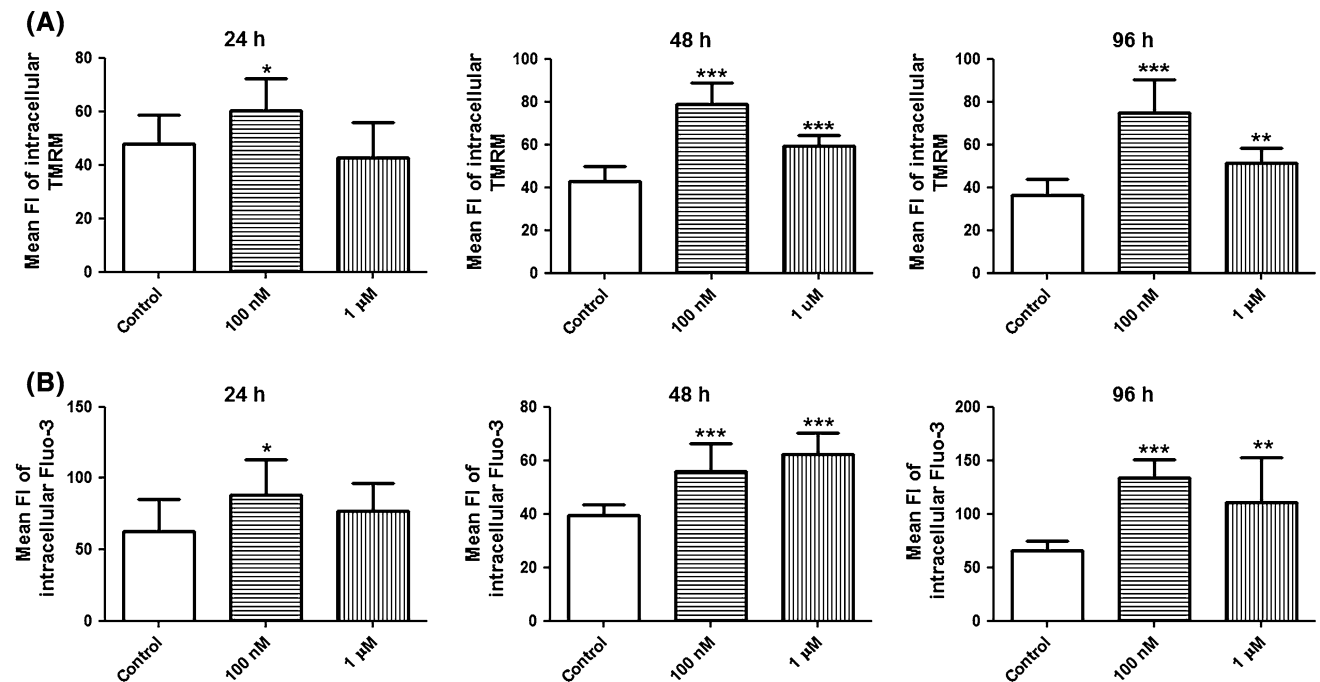 (A)
24 h
48 h
96 h
Mean FI of intracellular
TMRM
80
60
40
20
0
*
Control
100 nM
1 µM
Mean FI of intracellular
TMRM
100
80
60
40
20
0
***
***
Control
100 nM
1 uM
Mean FI of intracellular
TMRM
100
80
60
40
20
0
***
**
Control
100 nM
1 µM
(B)
24 h
48 h
96 h
Mean FI of
intracellular Fluo-3
150
100
50
0
*
Control
100 nM
1 µM
Mean FI of
intracellular Fluo-3
80
60
40
20
0
***
***
Control
100 nM
1 µM
Mean FI of
intracellular Fluo-3
200
150
100
50
0
***
**
Control
100 nM
1 µM